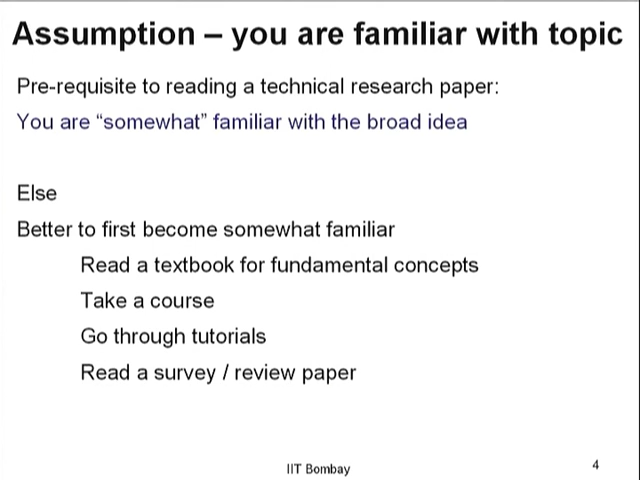 Assumption – you are familiar with topic
Pre-requisite to reading a technical research paper:
You are “somewhat” familiar with the broad idea
Else
Better to first become somewhat familiar
Read a textbook for fundamental concepts
Take a course
Go through tutorials
Read a survey / review paper
IIT Bombay
4